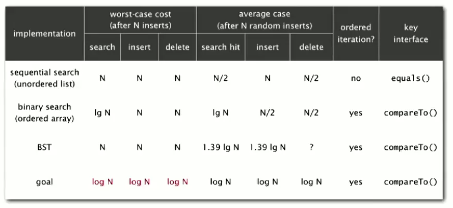 implementation worst-case cost (after N inserts) average case (after N random inserts) ordered iteration? key interface
search insert delete search hit insert delete
sequential search (unordered list) N N N N/2 N N/2 no equals()
binary search (ordered array) lg N N N lg N N/2 N/2 yes compareTo()
BST N N N 1.39 lg N 1.39 lg N ? yes compareTo()
goal log N log N log N log N log N log N yes compareTo()